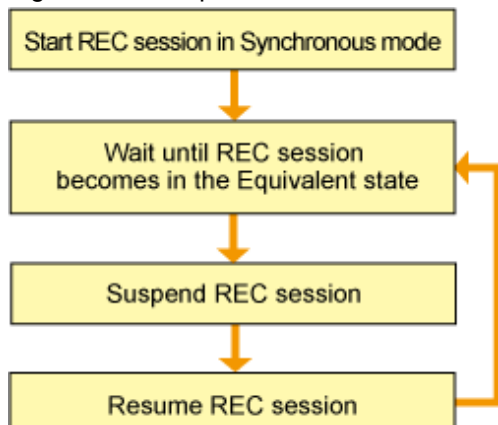 Start REC session in Synchronous mode
Wait until REC session
becomes in the Equivalent state
Suspend REC session
Resume REC session